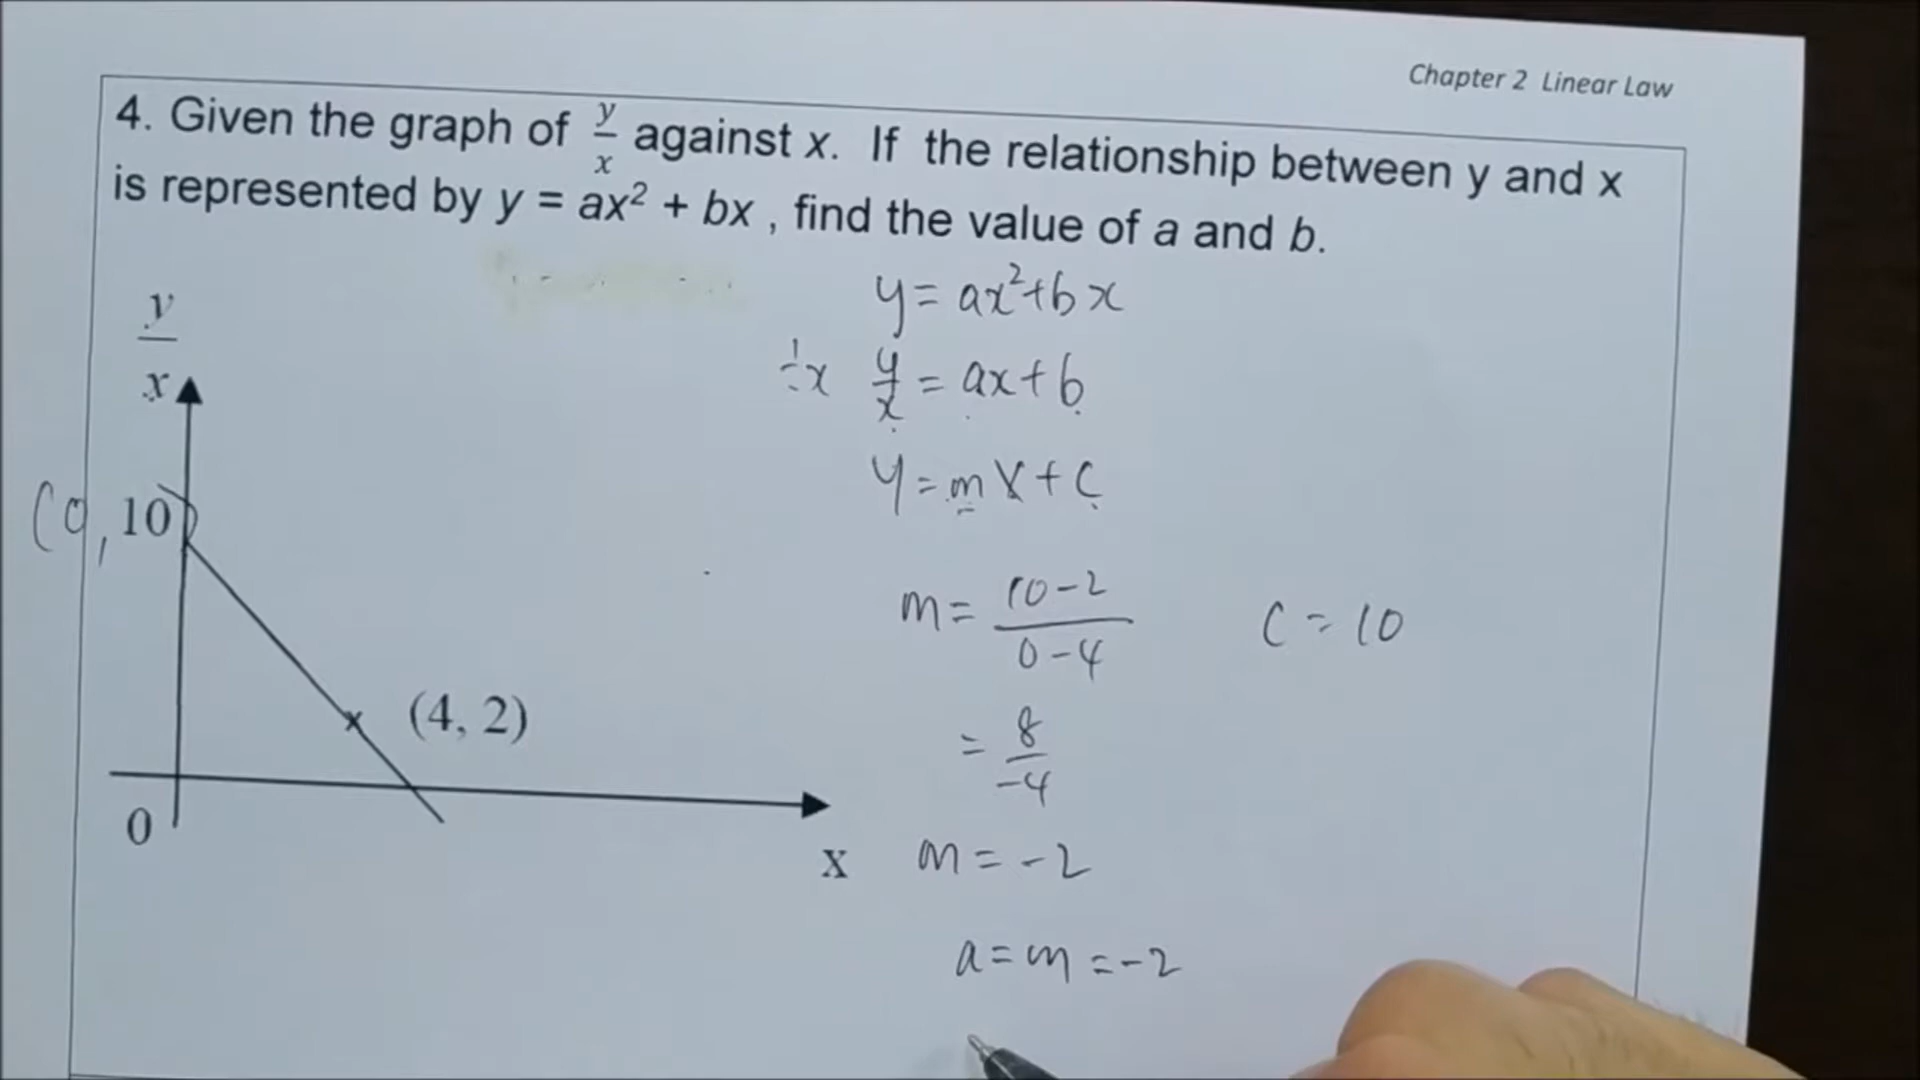 Chapter 2 Linear Law
4. Given the graph of y/x against x. If the relationship between y and x
is represented by y = ax² + bx , find the value of a and b.
y = ax² + bx
÷x y/x = ax + b
Y = mX + C
y/x
(0, 10)
(4, 2)
0
x
m = (10 - 2)/(0 - 4)
C = 10
= 8/-4
m = -2
a = m = -2